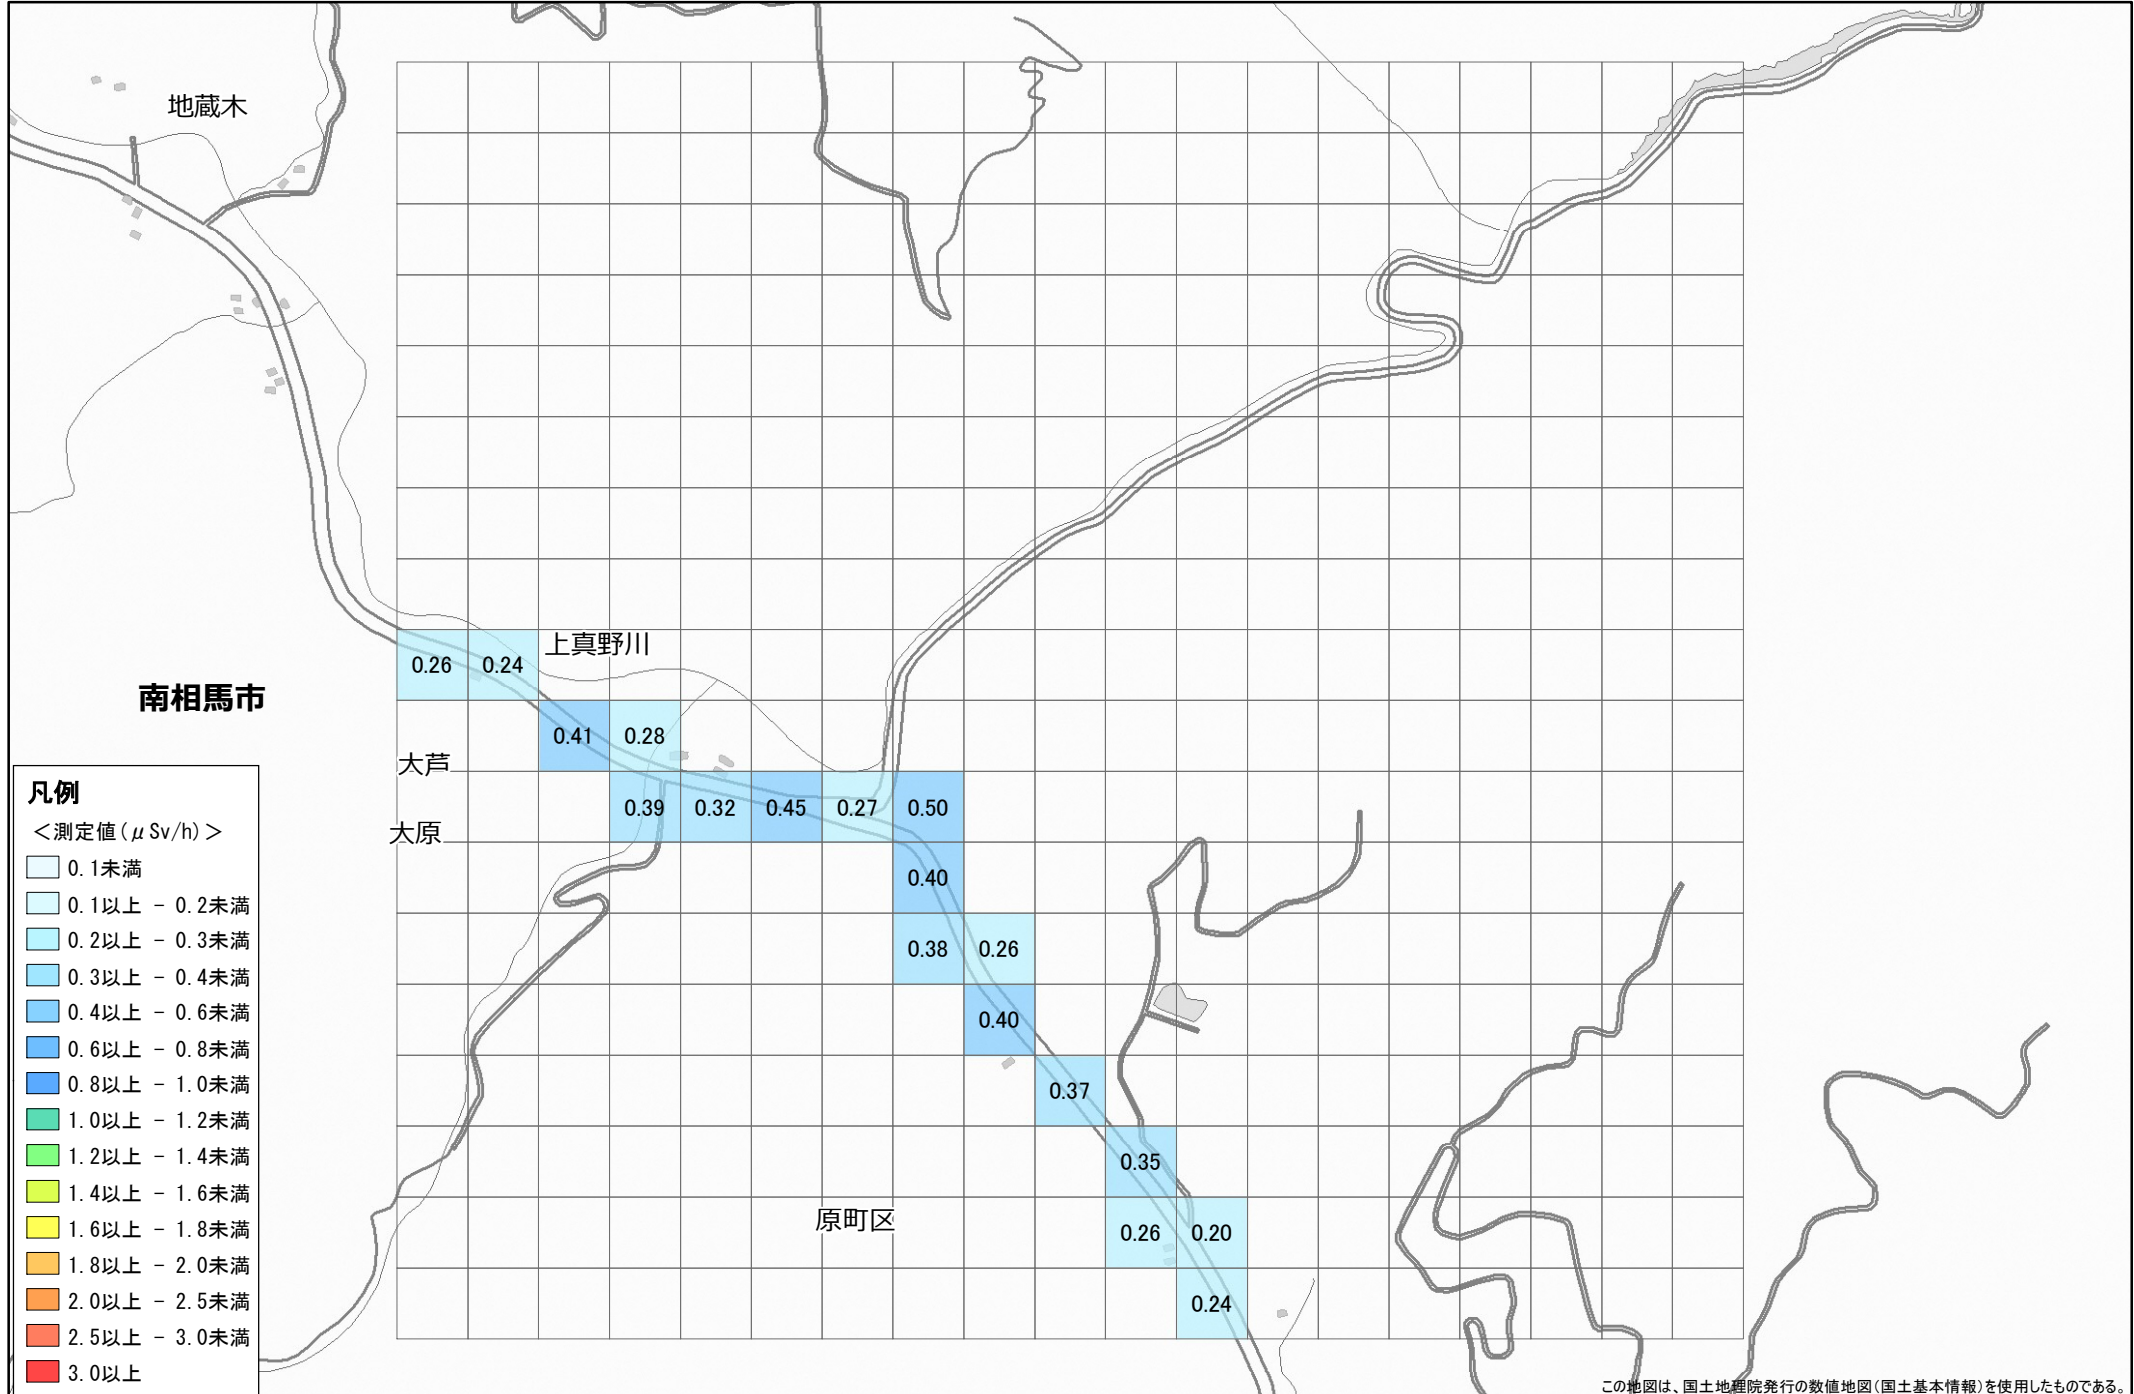 地蔵木
上真野川
0.26
0.24
南相馬市
0.41
0.28
大芦
0.39
0.32
0.45
0.27
0.50
大原
0.40
0.38
0.26
0.40
0.37
0.35
原町区
0.26
0.20
0.24
凡例
＜測定値(μSv/h)＞
0.1未満
0.1以上 － 0.2未満
0.2以上 － 0.3未満
0.3以上 － 0.4未満
0.4以上 － 0.6未満
0.6以上 － 0.8未満
0.8以上 － 1.0未満
1.0以上 － 1.2未満
1.2以上 － 1.4未満
1.4以上 － 1.6未満
1.6以上 － 1.8未満
1.8以上 － 2.0未満
2.0以上 － 2.5未満
2.5以上 － 3.0未満
3.0以上
この地図は、国土地理院発行の数値地図(国土基本情報)を使用したものである。